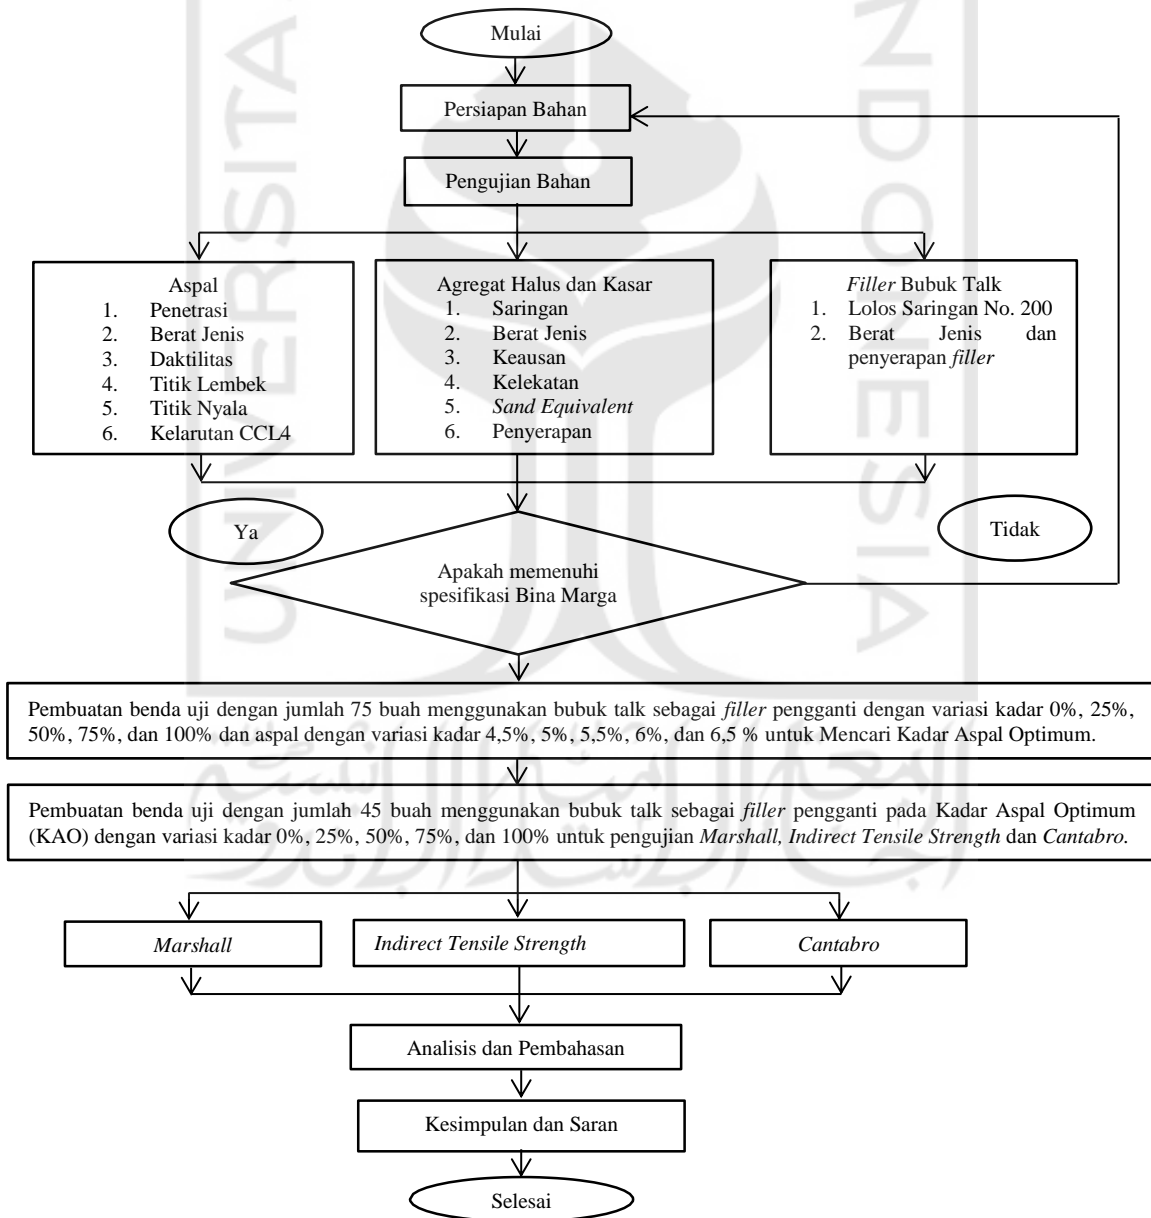 UNIVERSITA
INDONESIA
Mulai
Persiapan Bahan
Pengujian Bahan
Aspal
1. Penetrasi
2. Berat Jenis
3. Daktilitas
4. Titik Lembek
5. Titik Nyala
6. Kelarutan CCL4
Agregat Halus dan Kasar
1. Saringan
2. Berat Jenis
3. Keausan
4. Kelekatan
5. Sand Equivalent
6. Penyerapan
Filler Bubuk Talk
1. Lolos Saringan No. 200
2. Berat Jenis dan
penyerapan filler
Ya
Tidak
Apakah memenuhi
spesifikasi Bina Marga
Pembuatan benda uji dengan jumlah 75 buah menggunakan bubuk talk sebagai filler pengganti dengan variasi kadar 0%, 25%,
50%, 75%, dan 100% dan aspal dengan variasi kadar 4,5%, 5%, 5,5%, 6%, dan 6,5 % untuk Mencari Kadar Aspal Optimum.
Pembuatan benda uji dengan jumlah 45 buah menggunakan bubuk talk sebagai filler pengganti pada Kadar Aspal Optimum
(KAO) dengan variasi kadar 0%, 25%, 50%, 75%, dan 100% untuk pengujian Marshall, Indirect Tensile Strength dan Cantabro.
Marshall
Indirect Tensile Strength
Cantabro
Analisis dan Pembahasan
Kesimpulan dan Saran
Selesai